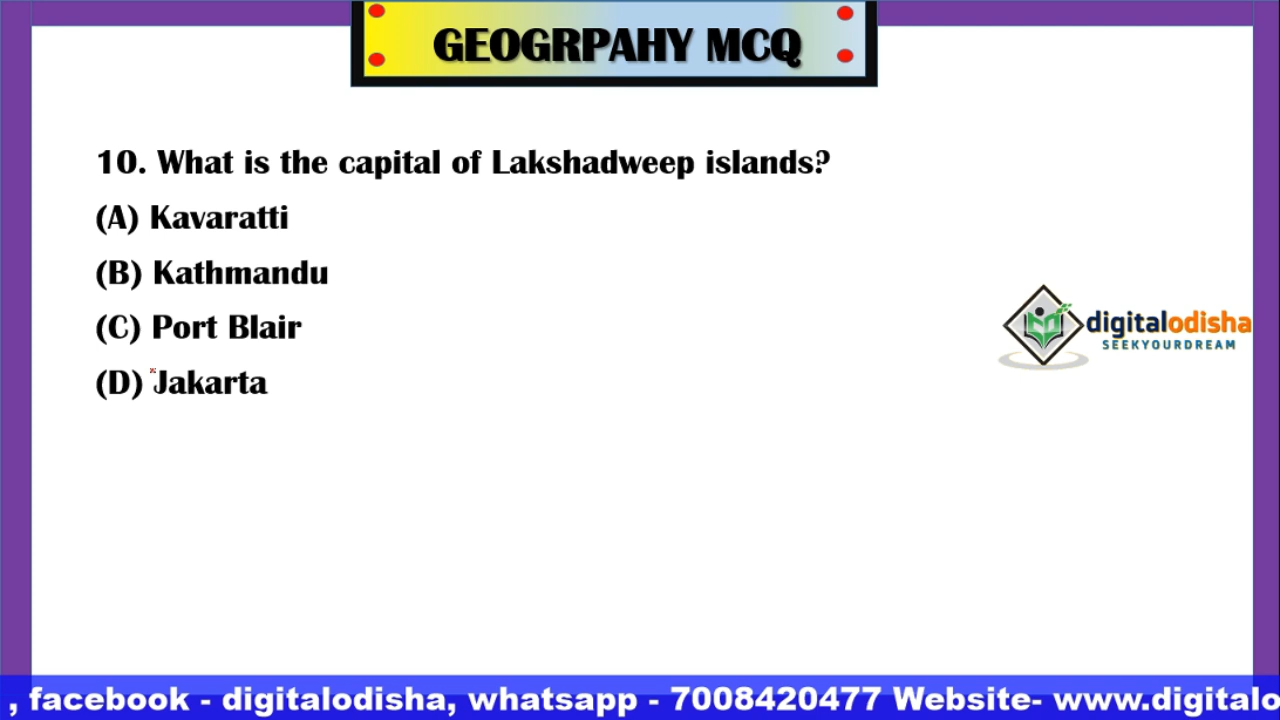 GEOGRPAHY MCQ
10. What is the capital of Lakshadweep islands?
(A) Kavaratti
(B) Kathmandu
(C) Port Blair
(D) Jakarta
digitalodisha
SEEKYOURDREAM
, facebook - digitalodisha, whatsapp - 7008420477 Website- www.digitalo